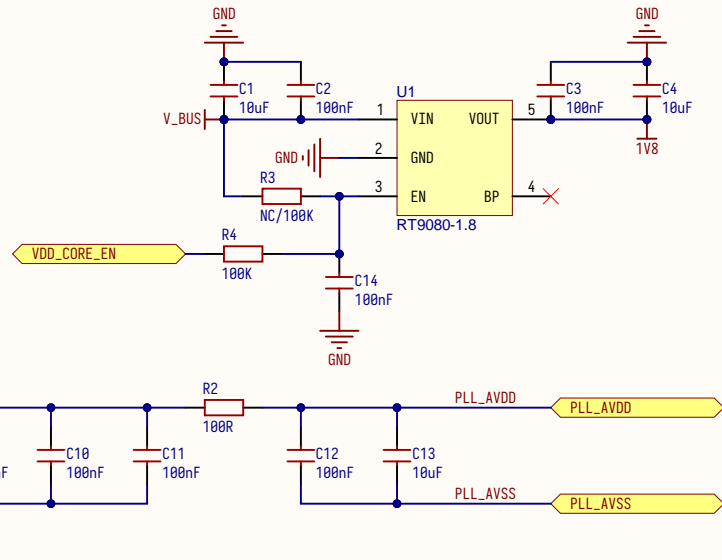 GND
GND
C1
10uF
C2
100nF
U1
C3
100nF
C4
10uF
V_BUS
1
VIN
VOUT
5
1V8
GND
2
GND
R3
NC/100K
3
EN
BP
4
RT9080-1.8
R4
100K
VDD_CORE_EN
C14
100nF
GND
R2
100R
PLL_AVDD
PLL_AVDD
C10
100nF
C11
100nF
C12
100nF
C13
10uF
F
PLL_AVSS
PLL_AVSS